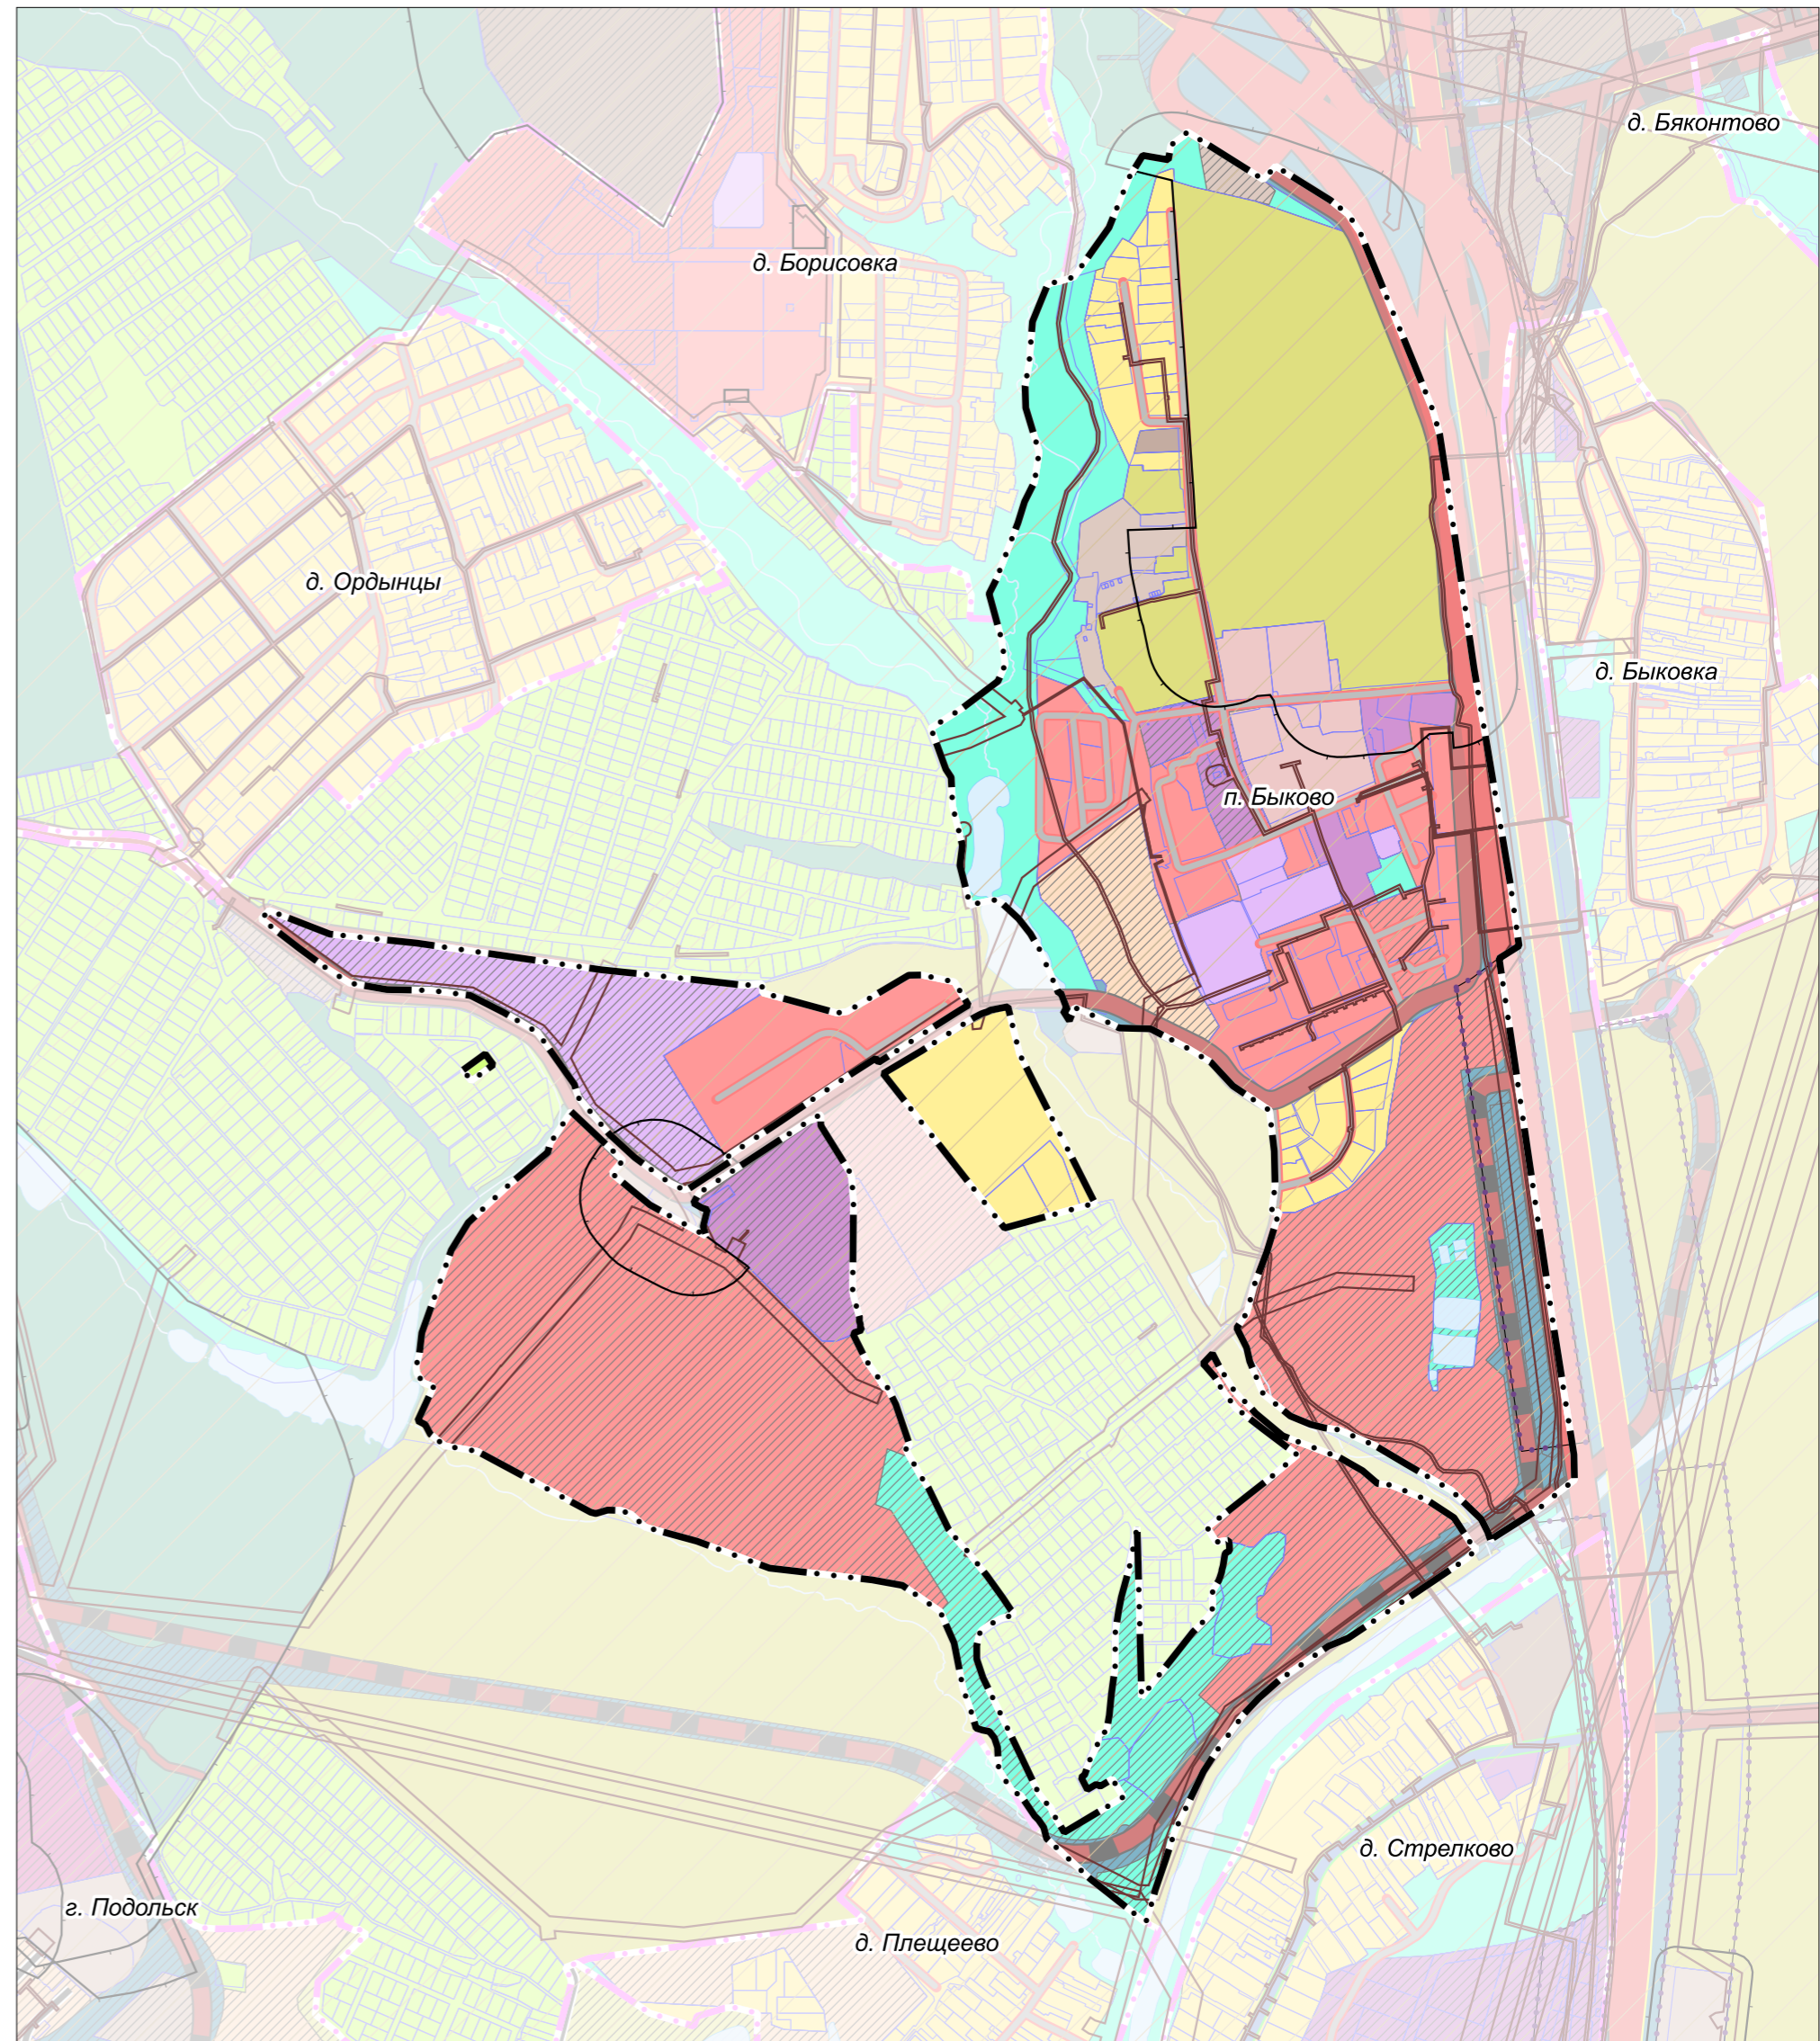 д. Бяконтово
д. Борисовка
д. Ордынцы
д. Быковка
п. Быково
д. Стрелково
г. Подольск
д. Плещеево